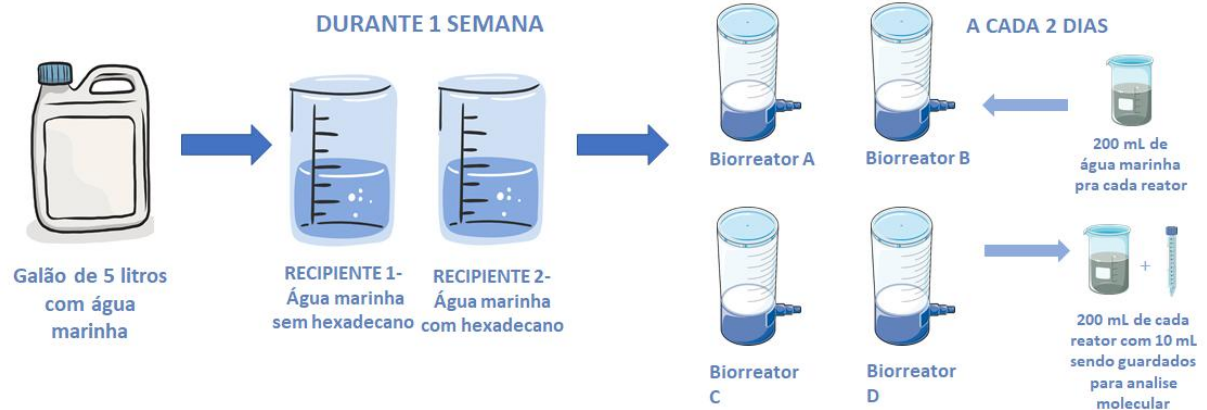 DURANTE 1 SEMANA
A CADA 2 DIAS
Galão de 5 litros
com água
marinha
RECIPIENTE 1-
Água marinha
sem hexadecano
RECIPIENTE 2-
Água marinha
com hexadecano
Biorreator A
Biorreator B
200 mL de
água marinha
pra cada reator
Biorreator
C
Biorreator
D
+
200 mL de cada
reator com 10 mL
sendo guardados
para analise
molecular